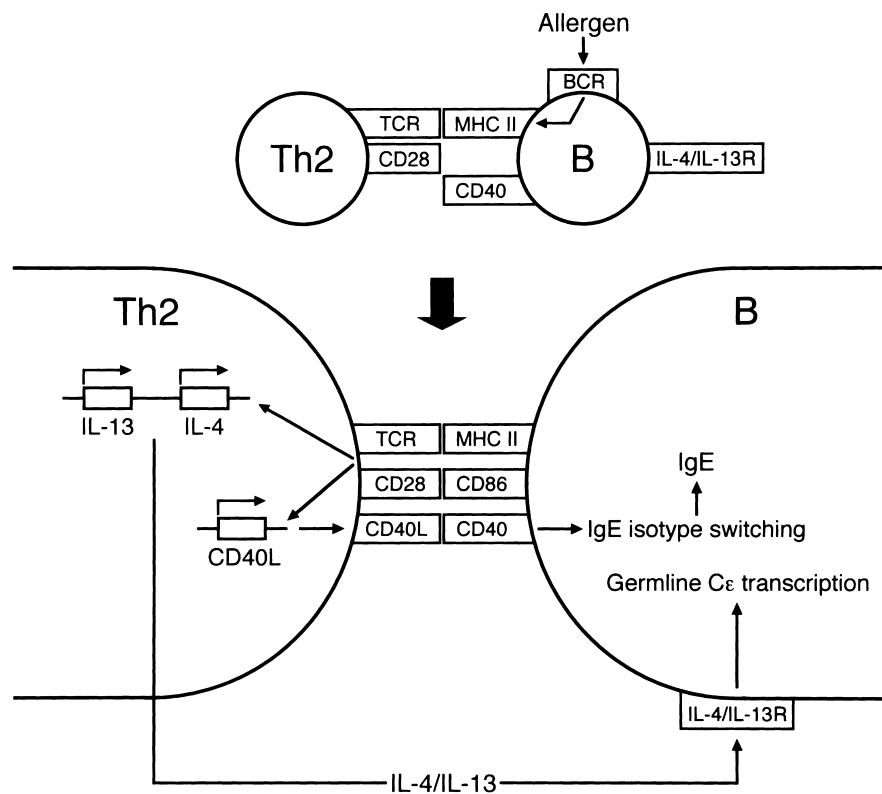 Allergen
BCR
TCR MHC II
Th2 CD28 B IL-4/IL-13R
CD40
Th2 B
IL-13 IL-4
TCR MHC II
CD28 CD86 IgE
CD40L CD40 IgE isotype switching
CD40L
Germline Cε transcription
IL-4/IL-13R
IL-4/IL-13